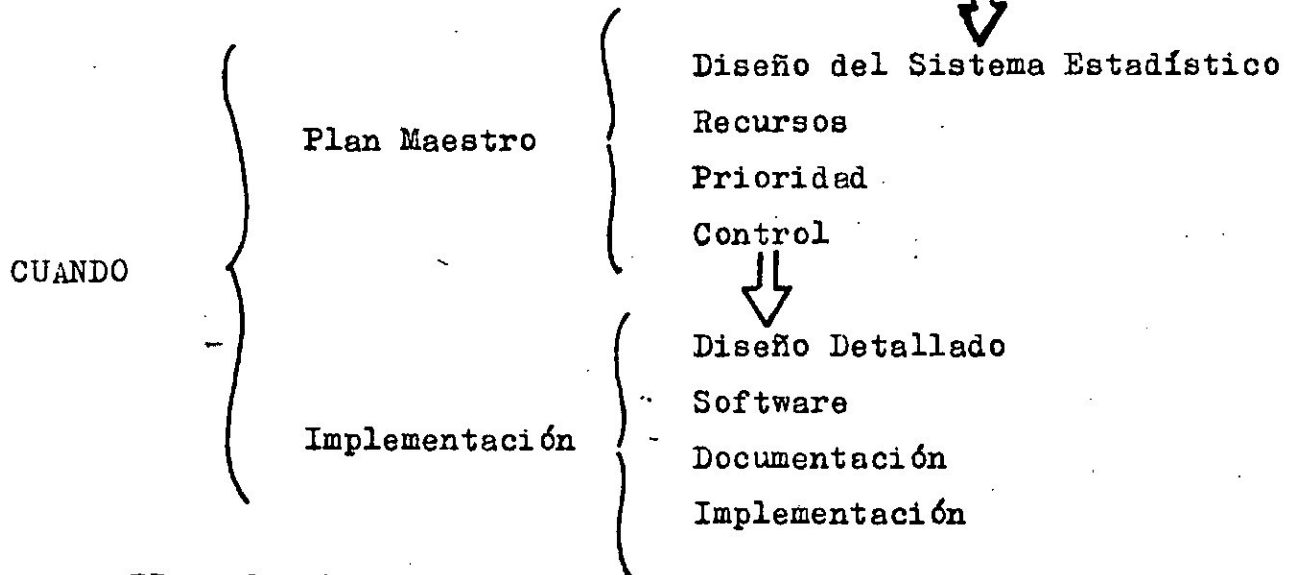 Diseño del Sistema Estadístico
Plan Maestro
Recursos
Prioridad
Control
CUANDO
Diseño Detallado
Software
Implementación
Documentación
Implementación